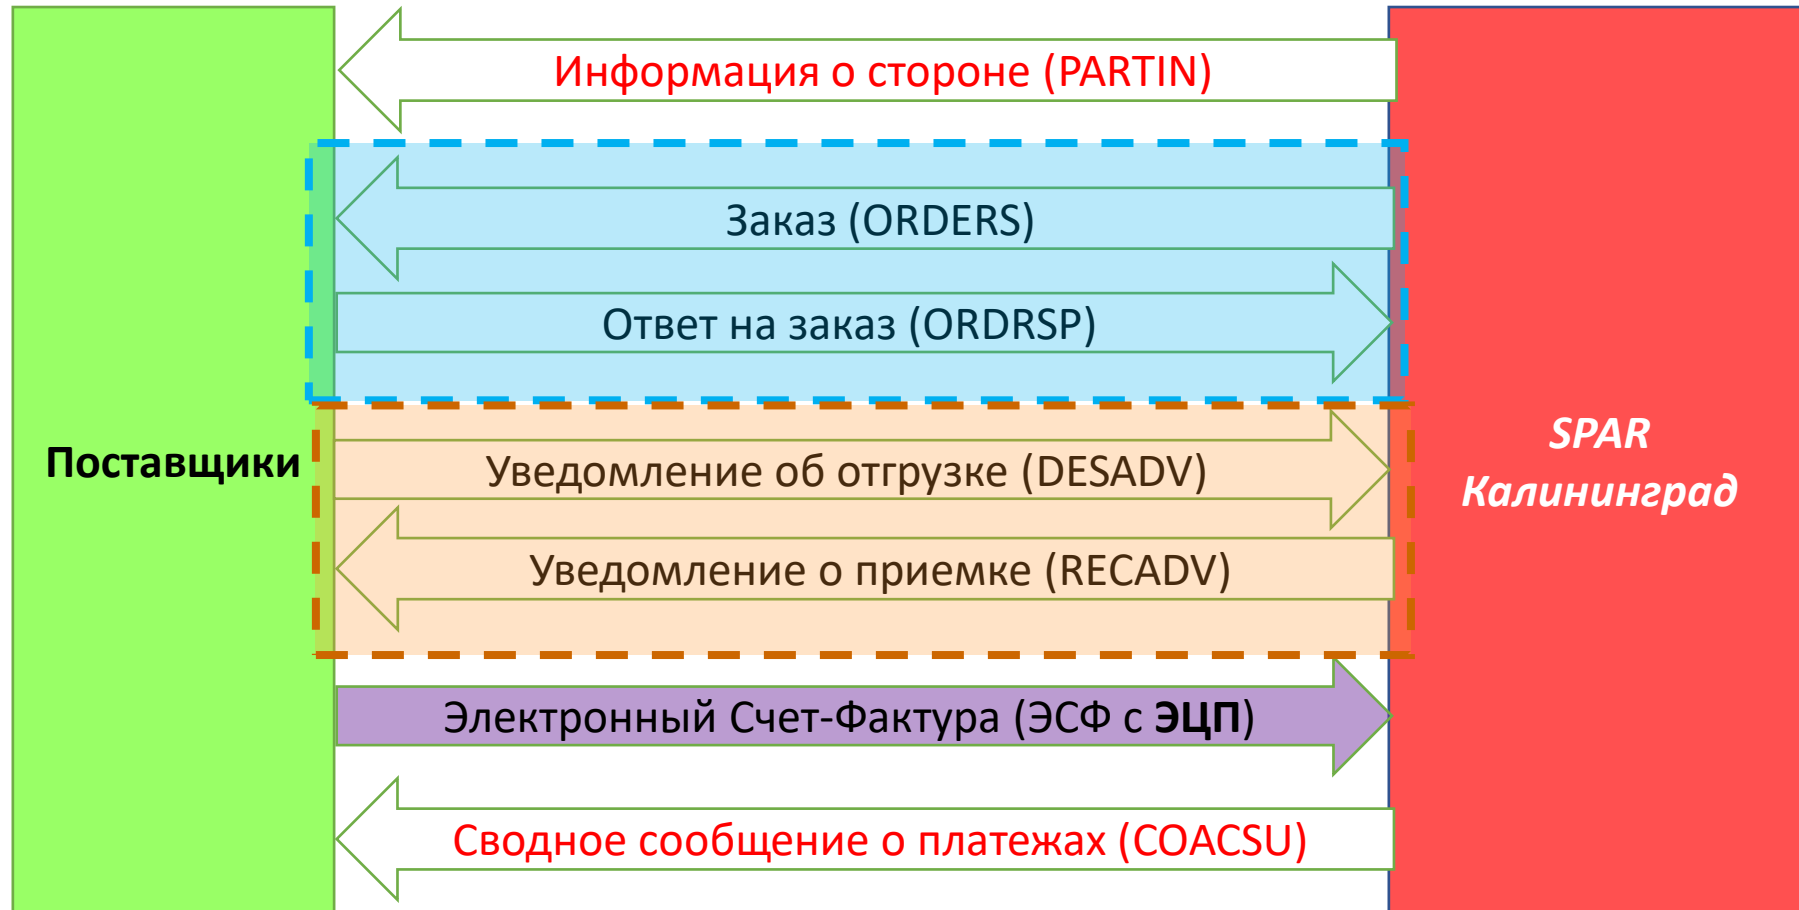 Информация о стороне (PARTIN)
Заказ (ORDERS)
Ответ на заказ (ORDRSP)
Поставщики
SPAR
Калининград
Уведомление об отгрузке (DESADV)
Уведомление о приемке (RECADV)
Электронный Счет-Фактура (ЭСФ с ЭЦП)
Сводное сообщение о платежах (COACSU)